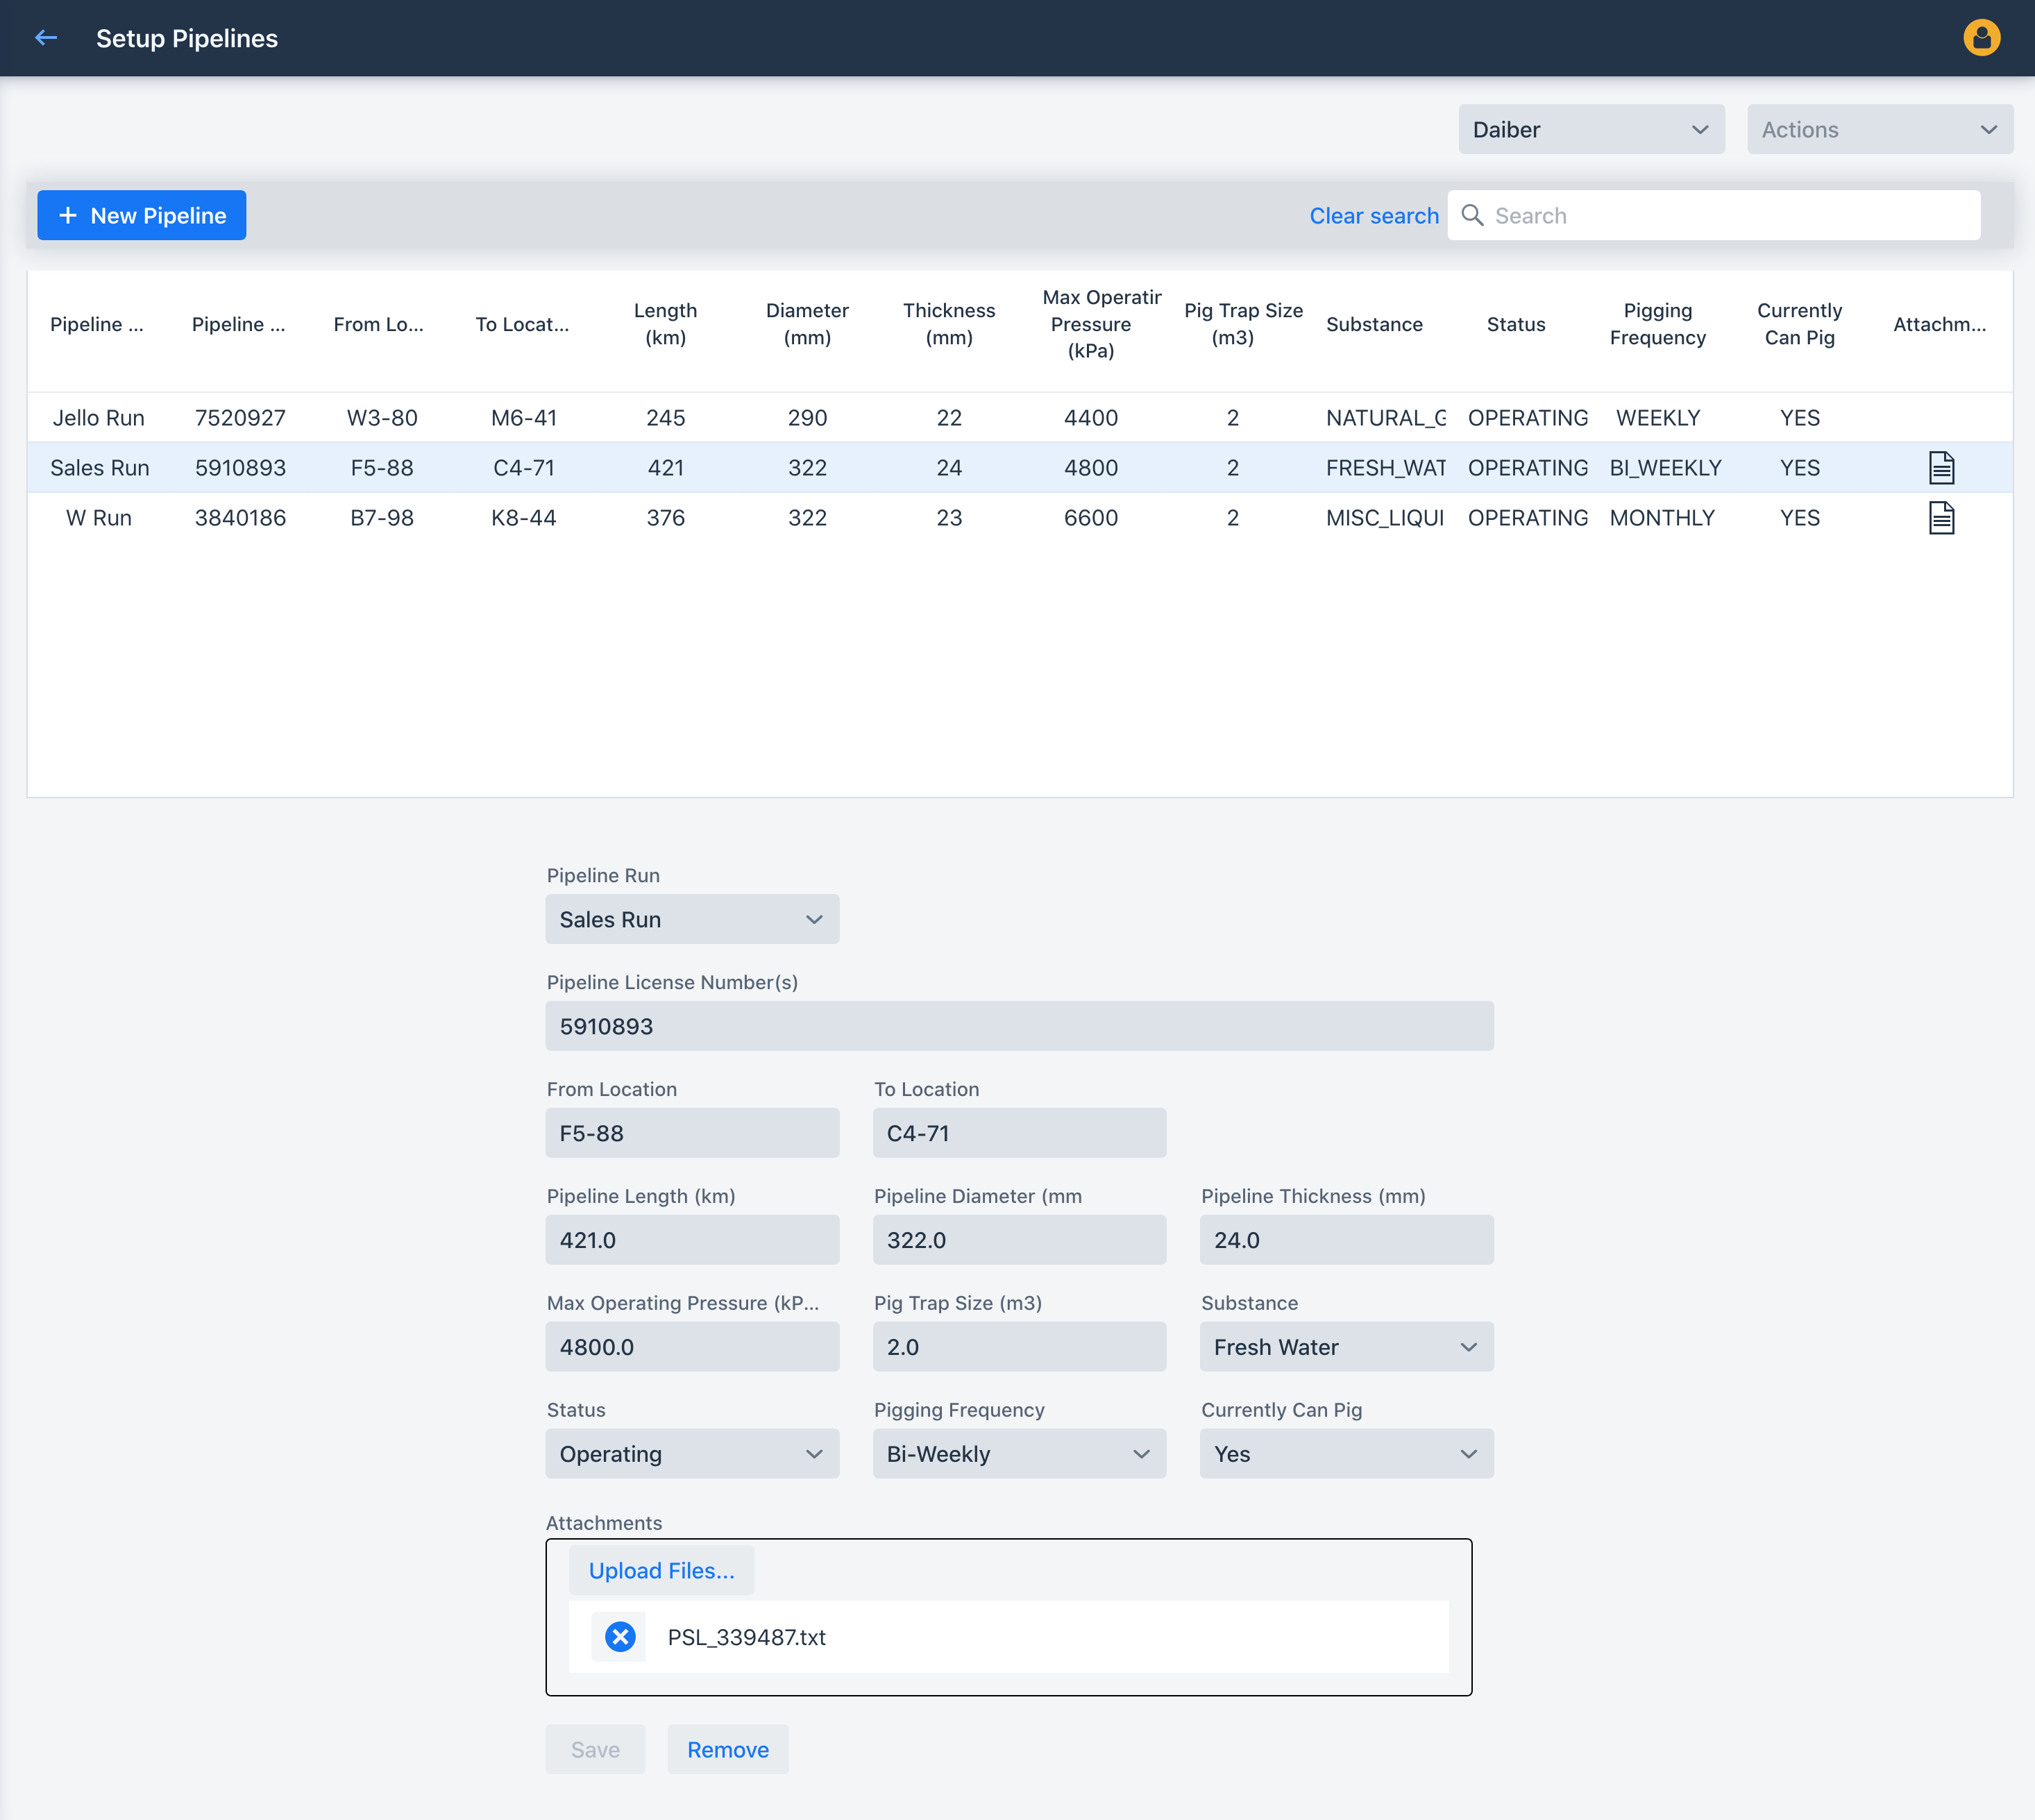 Setup Pipelines
Daiber
Actions
+ New Pipeline
Clear search
Search
Pipeline ...
Pipeline ...
From Lo...
To Locat...
Length
(km)
Diameter
(mm)
Thickness
(mm)
Max Operatin
Pressure
(kPa)
Pig Trap Size
(m3)
Substance
Status
Pigging
Frequency
Currently
Can Pig
Attachm...
Jello Run 7520927 W3-80 M6-41 245 290 22 4400 2 NATURAL_G OPERATING WEEKLY YES
Sales Run 5910893 F5-88 C4-71 421 322 24 4800 2 FRESH_WAT OPERATING BI_WEEKLY YES
W Run 3840186 B7-98 K8-44 376 322 23 6600 2 MISC_LIQUI OPERATING MONTHLY YES
Pipeline Run
Sales Run
Pipeline License Number(s)
5910893
From Location
To Location
F5-88
C4-71
Pipeline Length (km)
Pipeline Diameter (mm
Pipeline Thickness (mm)
421.0
322.0
24.0
Max Operating Pressure (kP...
Pig Trap Size (m3)
Substance
4800.0
2.0
Fresh Water
Status
Pigging Frequency
Currently Can Pig
Operating
Bi-Weekly
Yes
Attachments
Upload Files...
PSL_339487.txt
Save
Remove